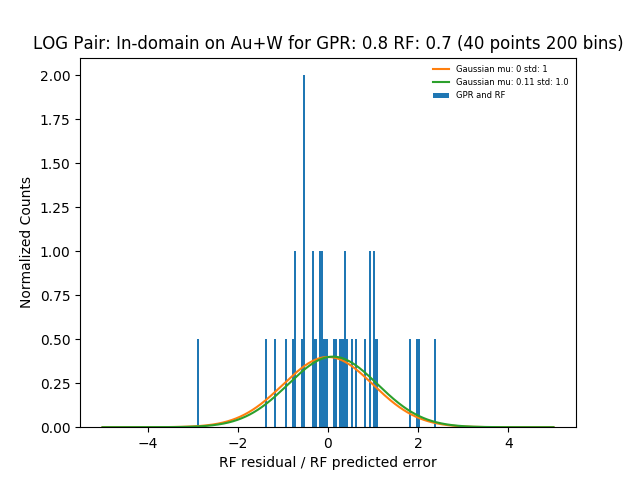 LOG Pair: In-domain on Au+W for GPR: 0.8 RF: 0.7 (40 points 200 bins)
Gaussian mu: 0 std: 1
Gaussian mu: 0.11 std: 1.0
GPR and RF
Normalized Counts
2.00
1.75
1.50
1.25
1.00
0.75
0.50
0.25
0.00
−4
−2
0
2
4
RF residual / RF predicted error